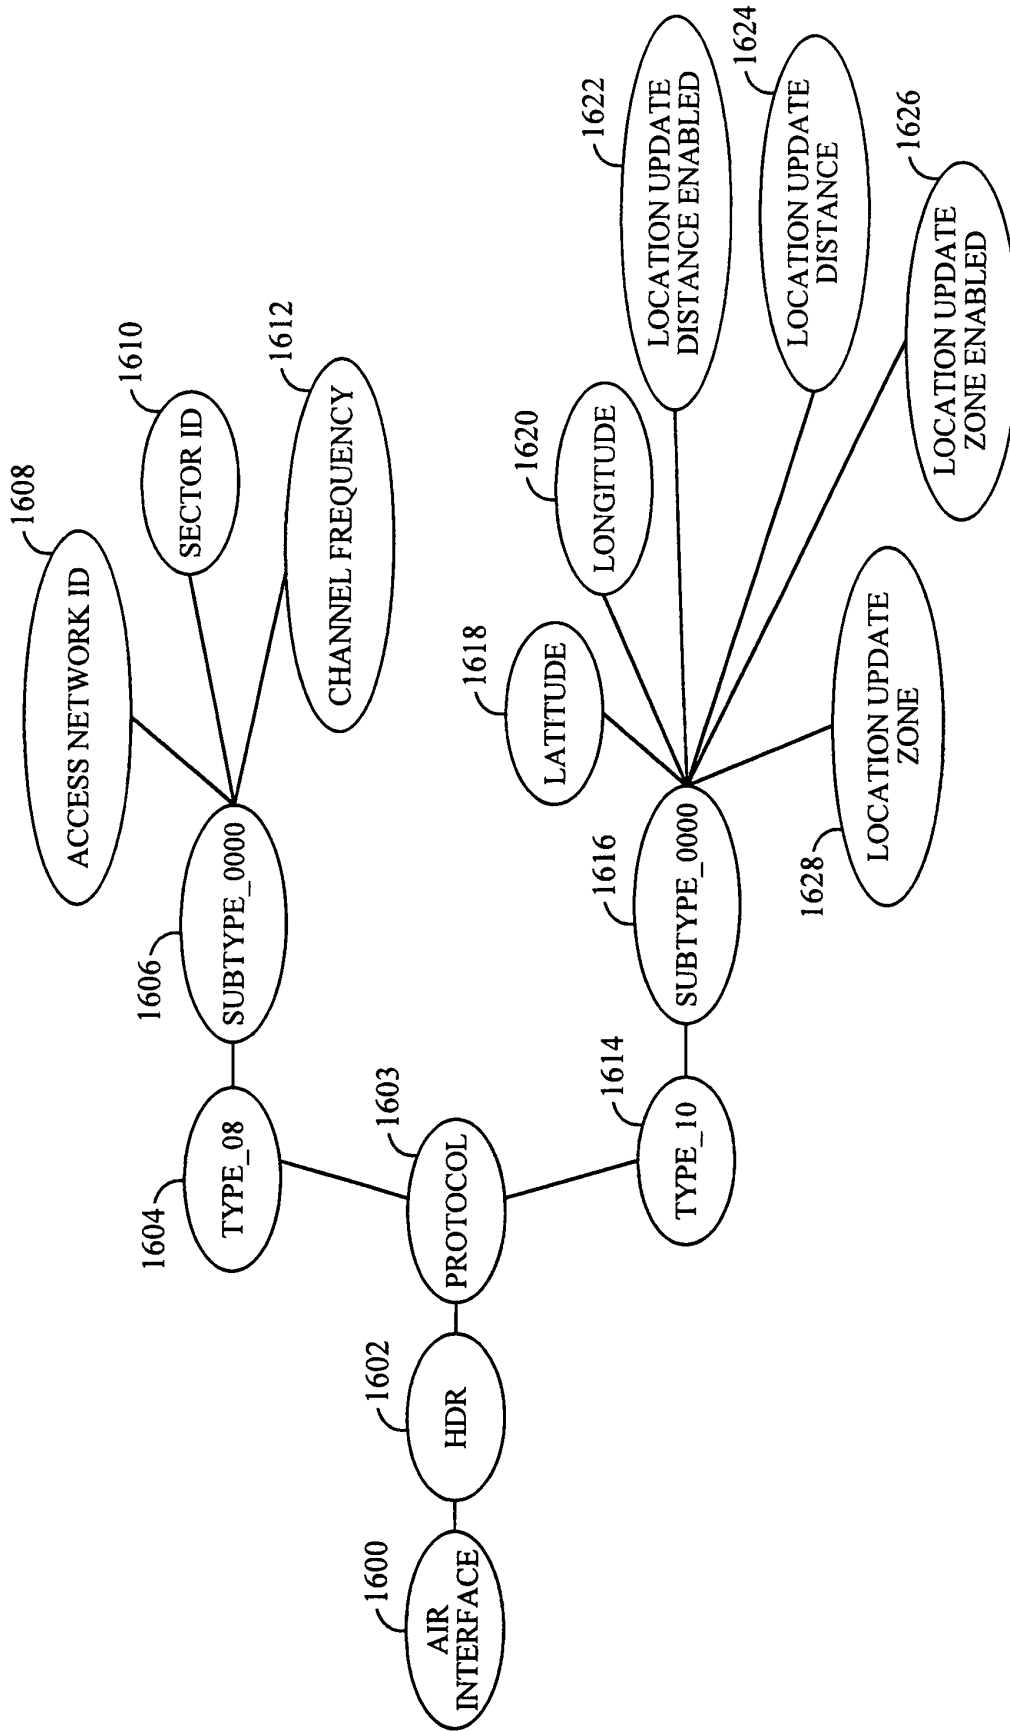 1600
AIR
INTERFACE
1602
HDR
1603
PROTOCOL
1604
TYPE_08
1606
SUBTYPE_0000
1608
ACCESS NETWORK ID
1610
SECTOR ID
1612
CHANNEL FREQUENCY
1614
TYPE_10
1616
SUBTYPE_0000
1618
LATITUDE
1620
LONGITUDE
1622
LOCATION UPDATE
DISTANCE ENABLED
1624
LOCATION UPDATE
DISTANCE
1626
LOCATION UPDATE
ZONE ENABLED
1628
LOCATION UPDATE
ZONE